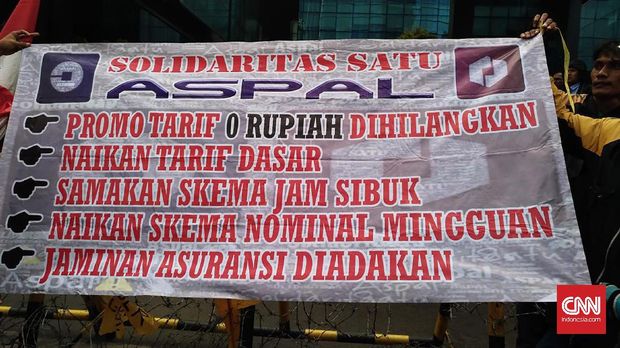 SOLIDARITAS SATU
ASPAL
PROMO TARIF 0 RUPIAH DIHILANGKAN
NAIKAN TARIF DASAR
SAMAKAN SKEMA JAM SIBUK
NAIKAN SKEMA NOMINAL MINGGUAN
JAMINAN ASURANSI DIADAKAN
CNN
Indonesia.com